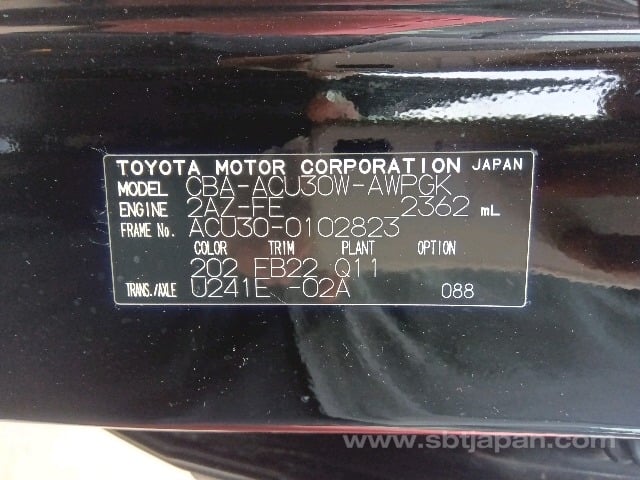 TOYOTA MOTOR CORPORATION JAPAN
MODEL CBA-ACU30W-AWPGK
ENGINE 2AZ-FE 2362 mL
FRAME No. ACU30-0102823
COLOR TRIM PLANT OPTION
202 FB22 Q11
TRANS./AXLE U241E -02A 088
www.sbtjapan.com